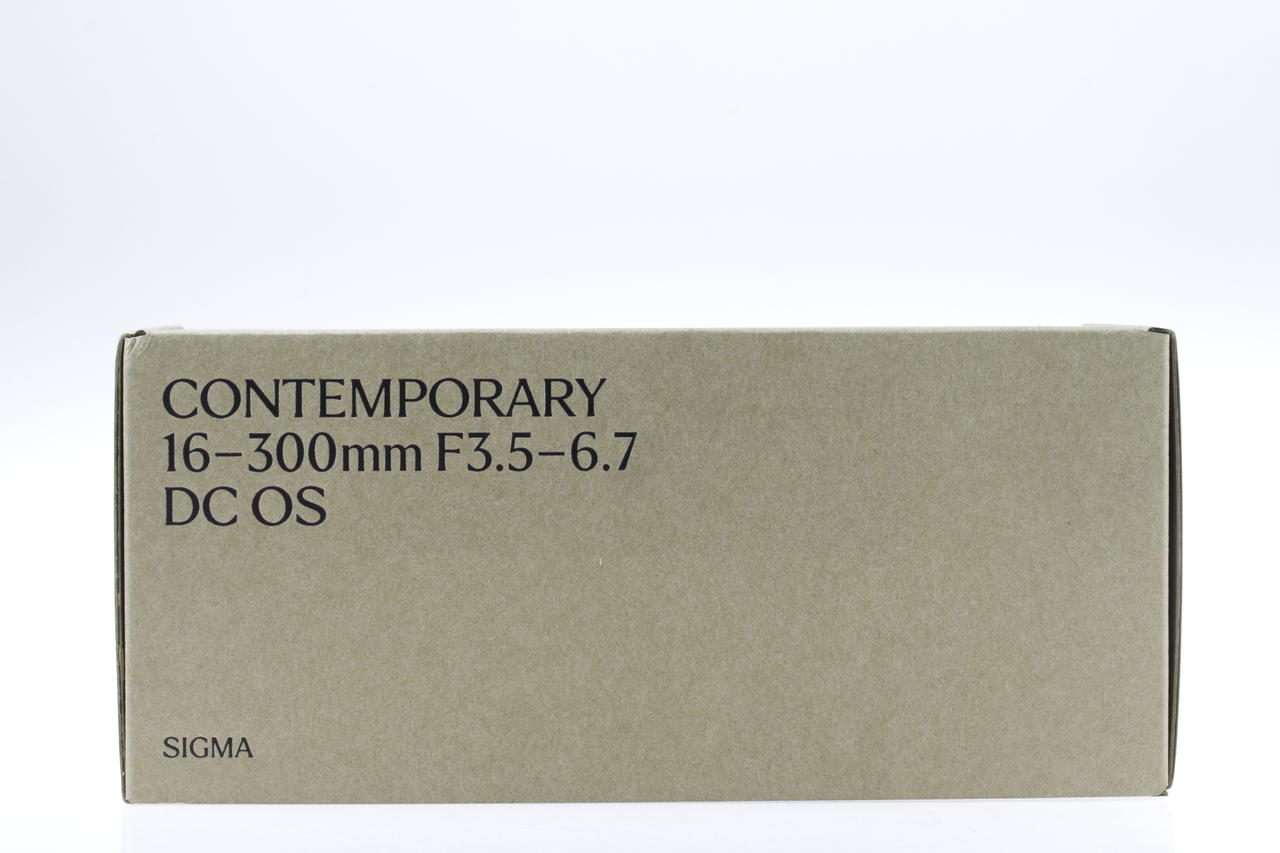 CONTEMPORARY
16–300mm F3.5–6.7
DC OS
SIGMA